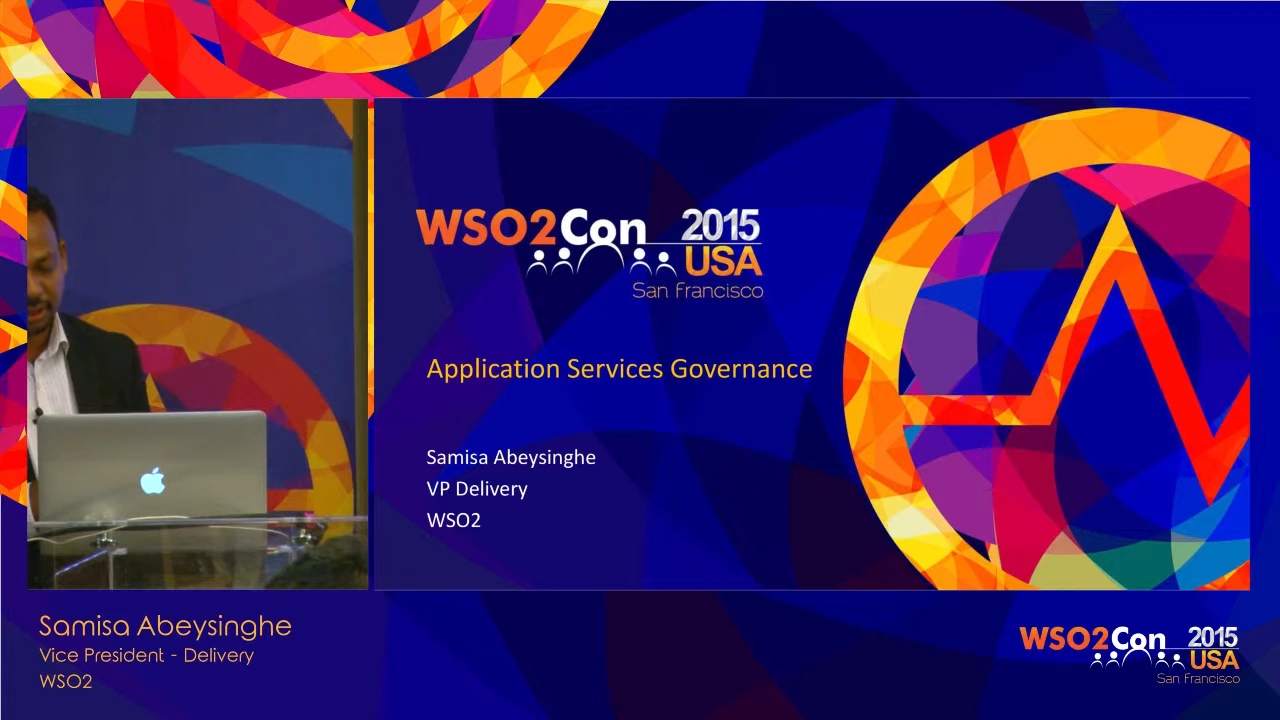 WSO2Con 2015
USA
San Francisco
Application Services Governance
Samisa Abeysinghe
VP Delivery
WSO2
Samisa Abeysinghe
Vice President - Delivery
WSO2
WSO2Con 2015
USA
San Francisco